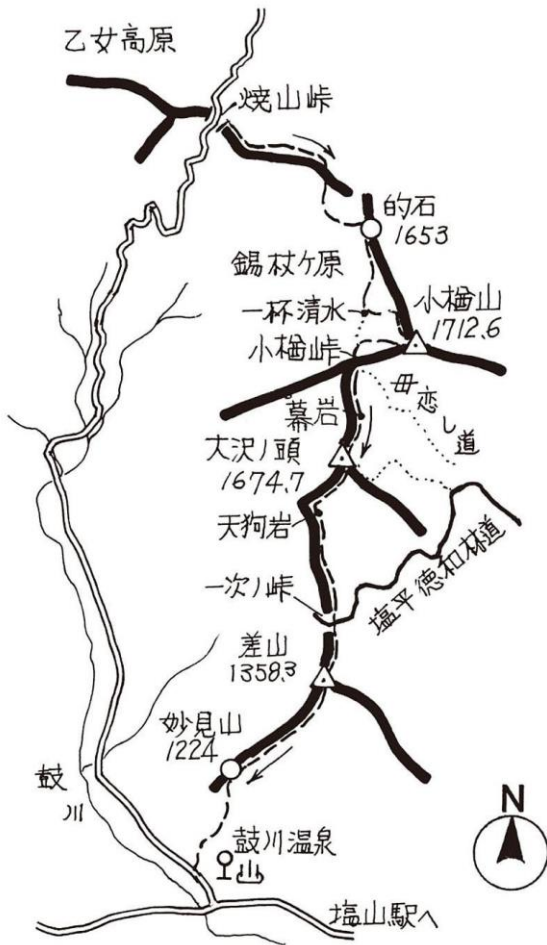 乙女高原
焼山峠
的石
1653
錫杖ヶ原
一杯清水
小楢山
1712.6
小楢峠
母恋し道
幕岩
大沢ノ頭
1674.7
天狗岩
一次ノ峠
塩平徳和林道
差山
1358.3
妙見山
1224
鼓川
鼓川温泉
N
塩山駅へ